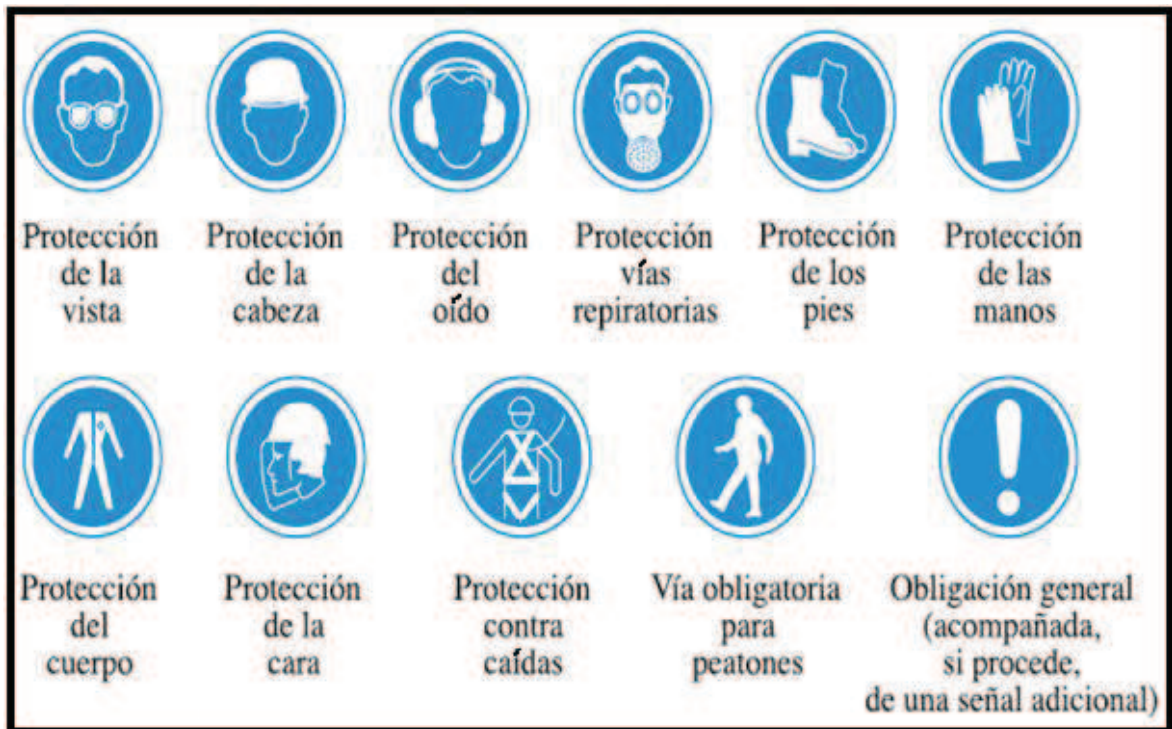 Protección
de la
vista
Protección
de la
cabeza
Protección
del
oído
Protección
vías
repiratorias
Protección
de los
pies
Protección
de las
manos
Protección
del
cuerpo
Protección
de la
cara
Protección
contra
caídas
Vía obligatoria
para
peatones
Obligación general
(acompañada,
si procede,
de una señal adicional)